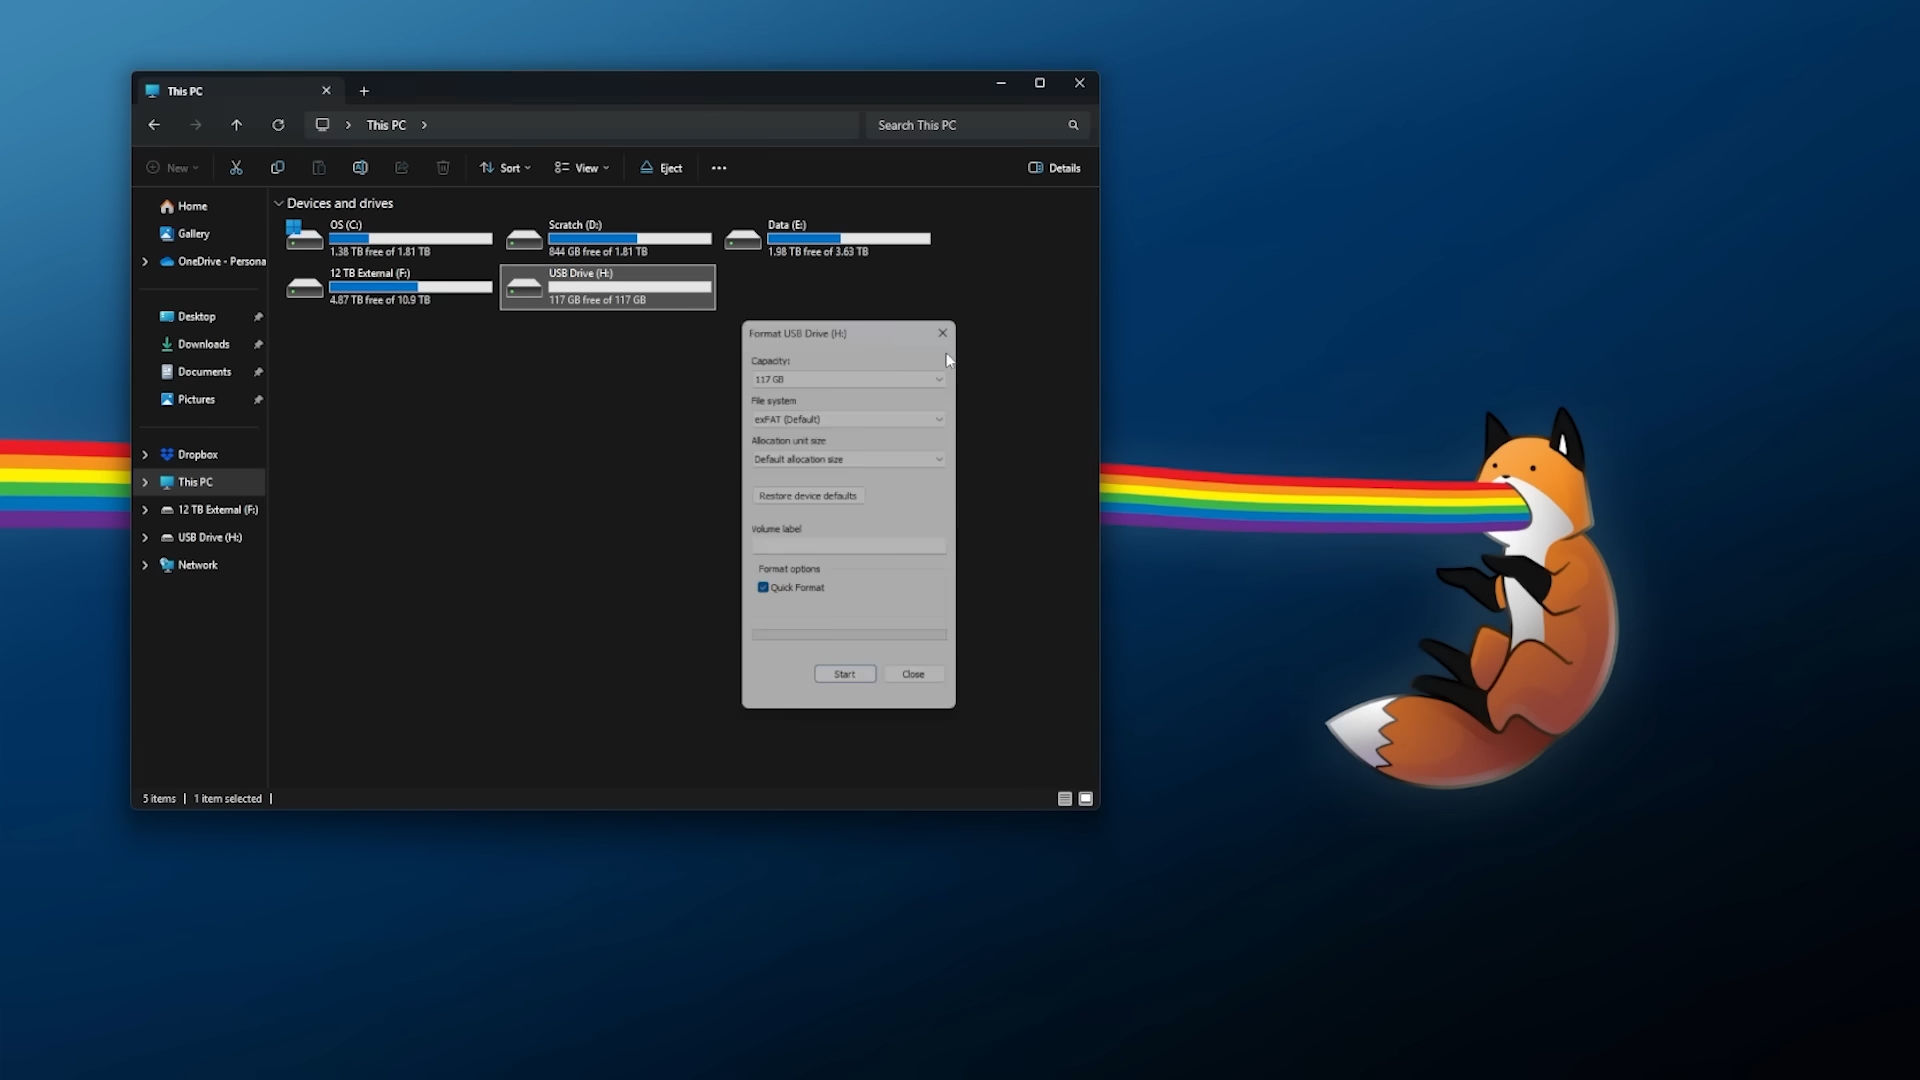 This PC
This PC
Search This PC
New
Sort
View
Eject
Details
Home
Gallery
OneDrive - Persona
Desktop
Downloads
Documents
Pictures
Dropbox
This PC
12 TB External (F:)
USB Drive (H:)
Network
Devices and drives
OS (C:)
1.38 TB free of 1.81 TB
Scratch (D:)
844 GB free of 1.81 TB
Data (E:)
1.98 TB free of 3.63 TB
12 TB External (F:)
4.87 TB free of 10.9 TB
USB Drive (H:)
117 GB free of 117 GB
Format USB Drive (H:)
Capacity:
117 GB
File system
exFAT (Default)
Allocation unit size
Default allocation size
Restore device defaults
Volume label
Format options
Quick Format
Start
Close
5 items
1 item selected